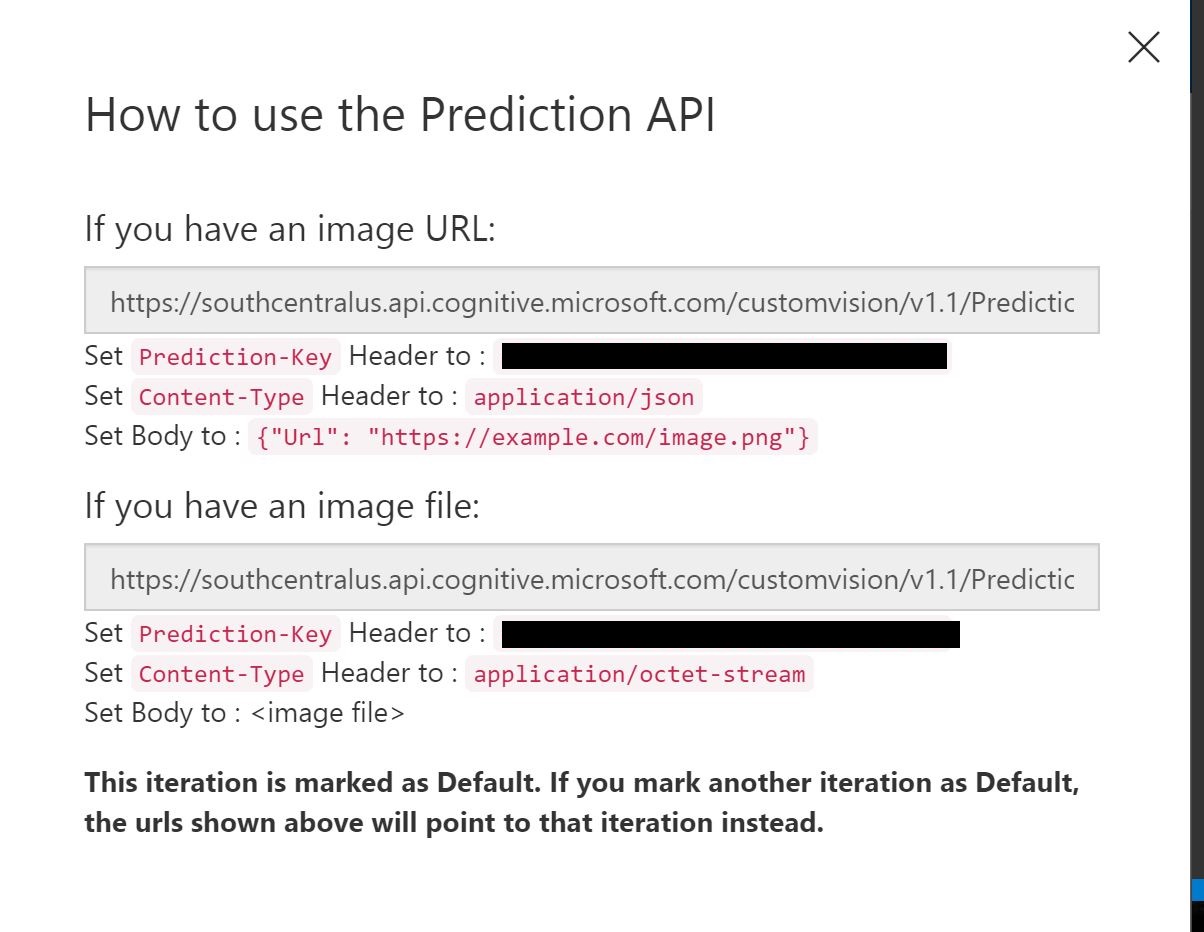 How to use the Prediction API
If you have an image URL:
https://southcentralus.api.cognitive.microsoft.com/customvision/v1.1/Predictic
Set Prediction-Key Header to :
Set Content-Type Header to : application/json
Set Body to : {"Url": "https://example.com/image.png"}
If you have an image file:
https://southcentralus.api.cognitive.microsoft.com/customvision/v1.1/Predictic
Set Prediction-Key Header to :
Set Content-Type Header to : application/octet-stream
Set Body to : <image file>
This iteration is marked as Default. If you mark another iteration as Default,
the urls shown above will point to that iteration instead.